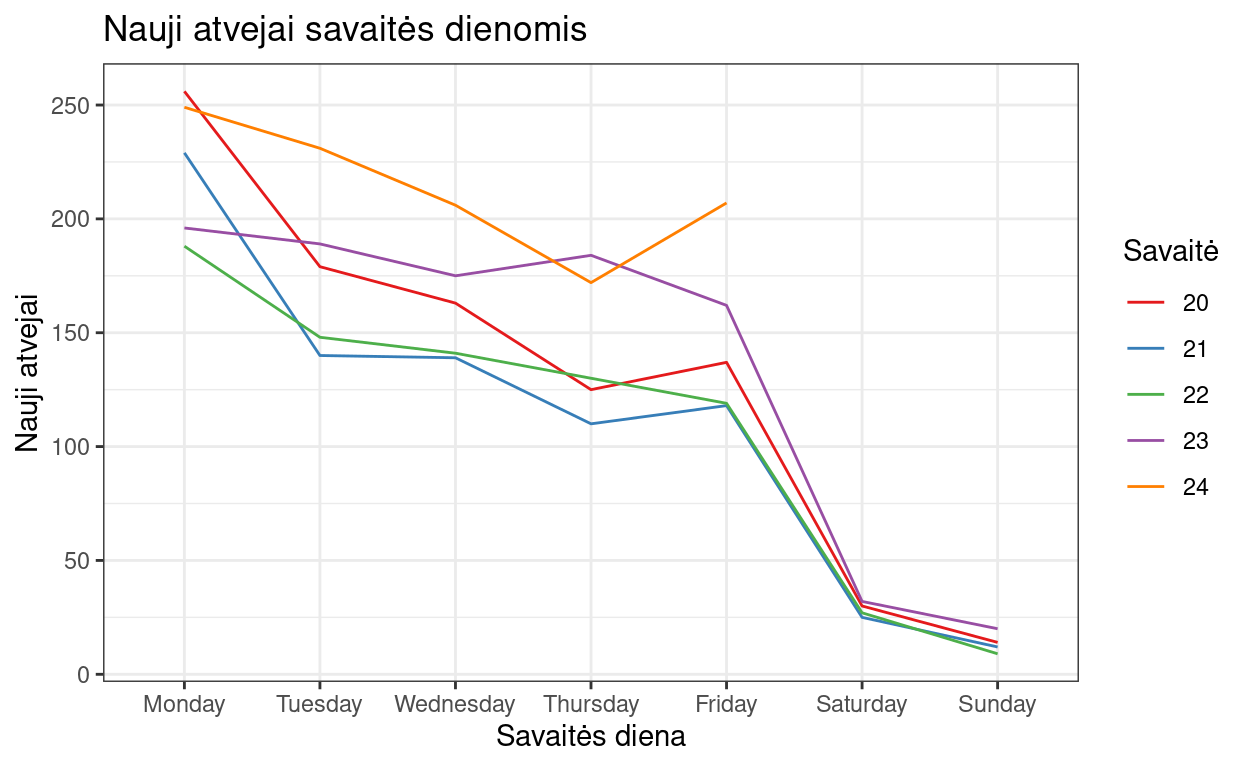 Nauji atvejai savaitės dienomis
Nauji atvejai
250
200
150
100
50
0
Monday Tuesday Wednesday Thursday Friday Saturday Sunday
Savaitės diena
Savaitė
20
21
22
23
24